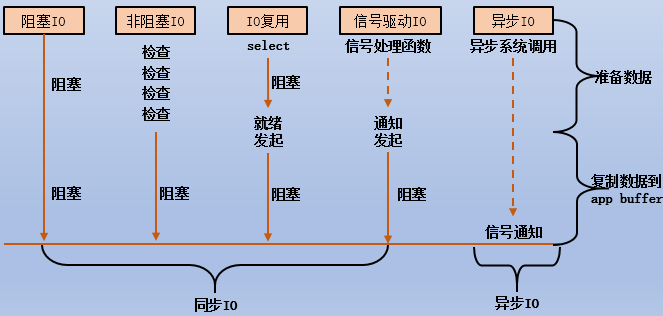 阻塞IO
非阻塞IO
IO复用
信号驱动IO
异步IO
select
信号处理函数
异步系统调用
检查
检查
检查
检查
阻塞
阻塞
准备数据
就绪
发起
通知
发起
阻塞
阻塞
阻塞
阻塞
复制数据到
app buffer
信号通知
同步IO
异步IO